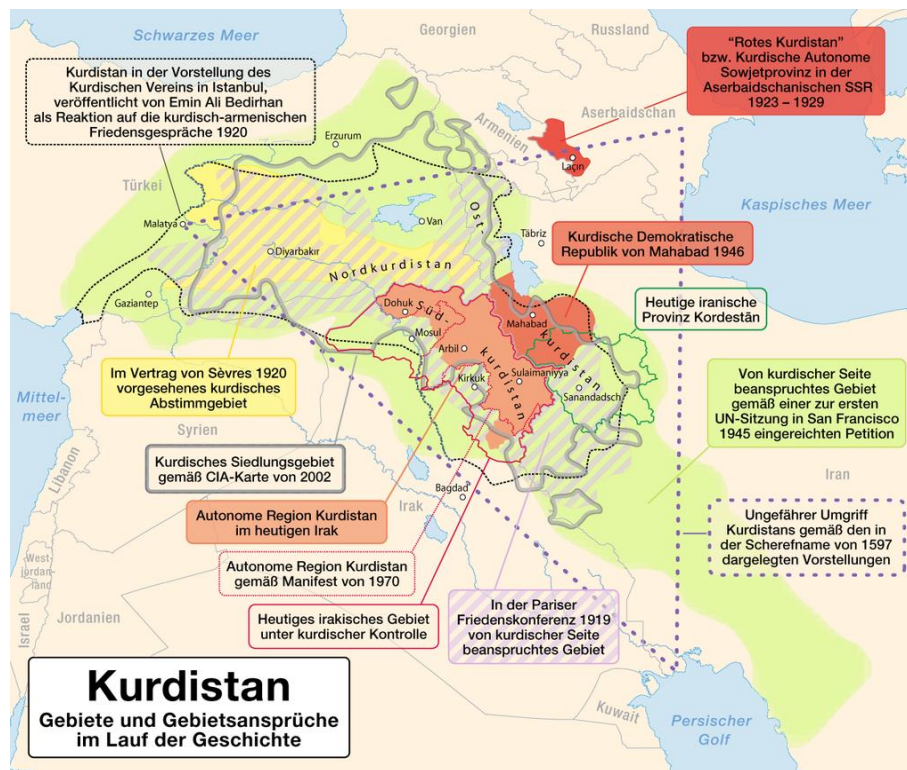 Schwarzes Meer
Georgien
Russland
Kurdistan in der Vorstellung des
Kurdischen Vereins in Istanbul,
veröffentlicht von Emin Ali Bedirhan
als Reaktion auf die kurdisch-armenischen
Friedensgespräche 1920
“Rotes Kurdistan”
bzw. Kurdische Autonome
Sowjetprovinz in der
Aserbaidschanischen SSR
1923 – 1929
Aserbaidschan
Armenien
Erzurum
Laçın
Türkei
Malatya
Van
Ost-
Täbriz
Kaspisches Meer
Diyarbakır
Nordkurdistan
Kurdische Demokratische
Republik von Mahabad 1946
Gaziantep
Dohuk
Süd-
Mahabad
Heutige iranische
Provinz Kordestān
Mosul
kurdistan
Arbil
kurdistan
Sulaimaniyya
Kirkuk
Sanandadsch
Im Vertrag von Sèvres 1920
vorgesehenes kurdisches
Abstimmgebiet
Von kurdischer Seite
beanspruchtes Gebiet
gemäß einer zur ersten
UN-Sitzung in San Francisco
1945 eingereichten Petition
Mittel-
meer
Syrien
Libanon
Kurdisches Siedlungsgebiet
gemäß CIA-Karte von 2002
Bagdad
Irak
Iran
Autonome Region Kurdistan
im heutigen Irak
Ungefährer Umgriff
Kurdistans gemäß den in
der Scherefname von 1597
dargelegten Vorstellungen
West-
jordan-
land
Autonome Region Kurdistan
gemäß Manifest von 1970
Israel
Jordanien
Heutiges irakisches Gebiet
unter kurdischer Kontrolle
In der Pariser
Friedenskonferenz 1919
von kurdischer Seite
beanspruchtes Gebiet
Kurdistan
Gebiete und Gebietsansprüche
im Lauf der Geschichte
Kuwait
Persischer
Golf